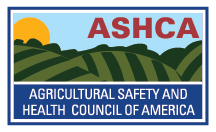 ASHCA
AGRICULTURAL SAFETY AND
HEALTH COUNCIL OF AMERICA